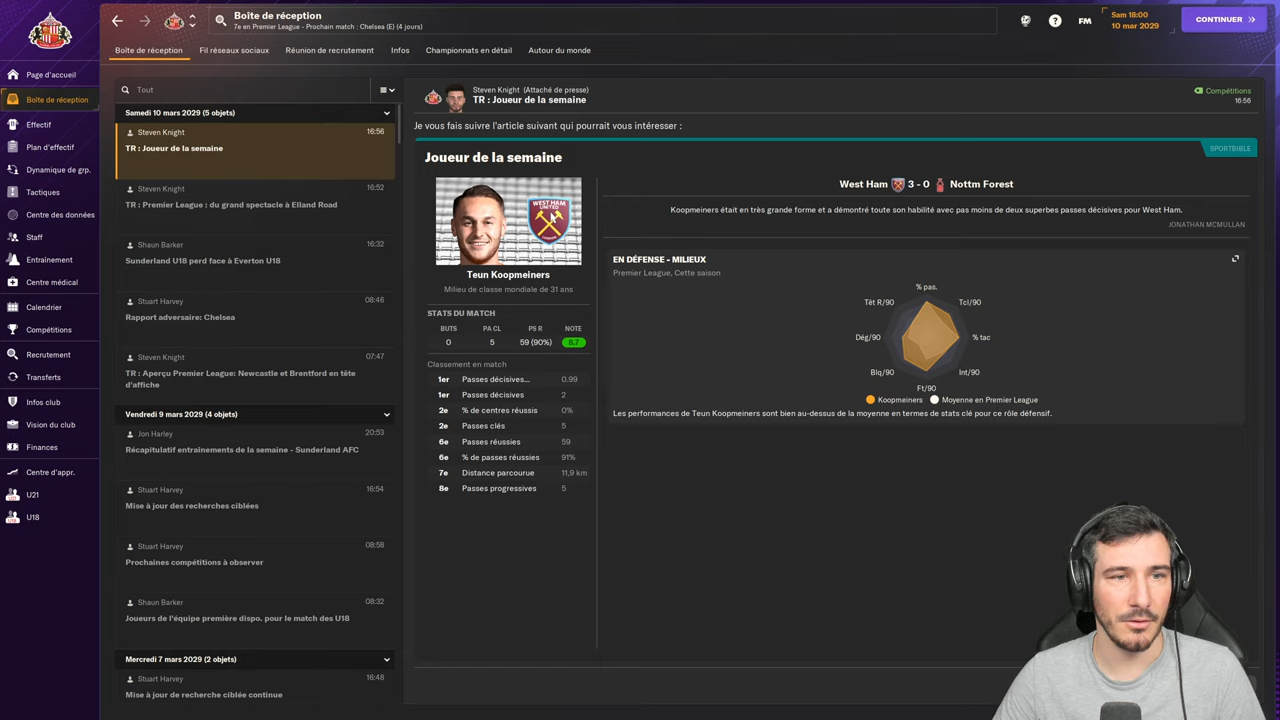 Boîte de réception
7e en Premier League - Prochain match : Chelsea (E) (4 jours)
FM
Sam 18:00
10 mar 2029
CONTINUER
Boîte de réception
Fil réseaux sociaux
Réunion de recrutement
Infos
Championnats en détail
Autour du monde
Page d'accueil
Boîte de réception
Effectif
Plan d'effectif
Dynamique de grp.
Tactiques
Centre des données
Staff
Entraînement
Centre médical
Calendrier
Compétitions
Recrutement
Transferts
Infos club
Vision du club
Finances
Centre d'appr.
U21
U18
Tout
Samedi 10 mars 2029 (5 objets)
Steven Knight 16:56
TR : Joueur de la semaine
Steven Knight 16:52
TR : Premier League : du grand spectacle à Elland Road
Shaun Barker 16:32
Sunderland U18 perd face à Everton U18
Stuart Harvey 08:46
Rapport adversaire: Chelsea
Steven Knight 07:47
TR : Aperçu Premier League: Newcastle et Brentford en tête
d'affiche
Vendredi 9 mars 2029 (4 objets)
Jon Harley 20:53
Récapitulatif entrainements de la semaine - Sunderland AFC
Stuart Harvey 16:54
Mise à jour des recherches ciblées
Stuart Harvey 08:58
Prochaines compétitions à observer
Shaun Barker 08:32
Joueurs de l'équipe première dispo. pour le match des U18
Mercredi 7 mars 2029 (2 objets)
Stuart Harvey 16:48
Mise à jour de recherche ciblée continue
Steven Knight (Attaché de presse)
TR : Joueur de la semaine
Compétitions
16:56
Je vous fais suivre l'article suivant qui pourrait vous intéresser :
SPORTBIBLE
Joueur de la semaine
WEST HAM
UNITED
LONDON
Teun Koopmeiners
Milieu de classe mondiale de 31 ans
STATS DU MATCH
BUTS PA CL PS R NOTE
0 5 59 (90%) 8.7
Classement en match
1er Passes décisives... 0.99
1er Passes décisives 2
2e % de centres réussis 0%
2e Passes clés 5
6e Passes réussies 59
6e % de passes réussies 91%
7e Distance parcourue 11,9 km
8e Passes progressives 5
West Ham 3 - 0 Nottm Forest
Koopmeiners était en très grande forme et a démontré toute son habilité avec pas moins de deux superbes passes décisives pour West Ham.
JONATHAN MCMULLAN
EN DÉFENSE - MILIEUX
Premier League, Cette saison
% pas.
Têt R/90 Tcl/90
Dég/90 % tac
Blq/90 Int/90
Ft/90
Koopmeiners Moyenne en Premier League
Les performances de Teun Koopmeiners sont bien au-dessus de la moyenne en termes de stats clé pour ce rôle défensif.